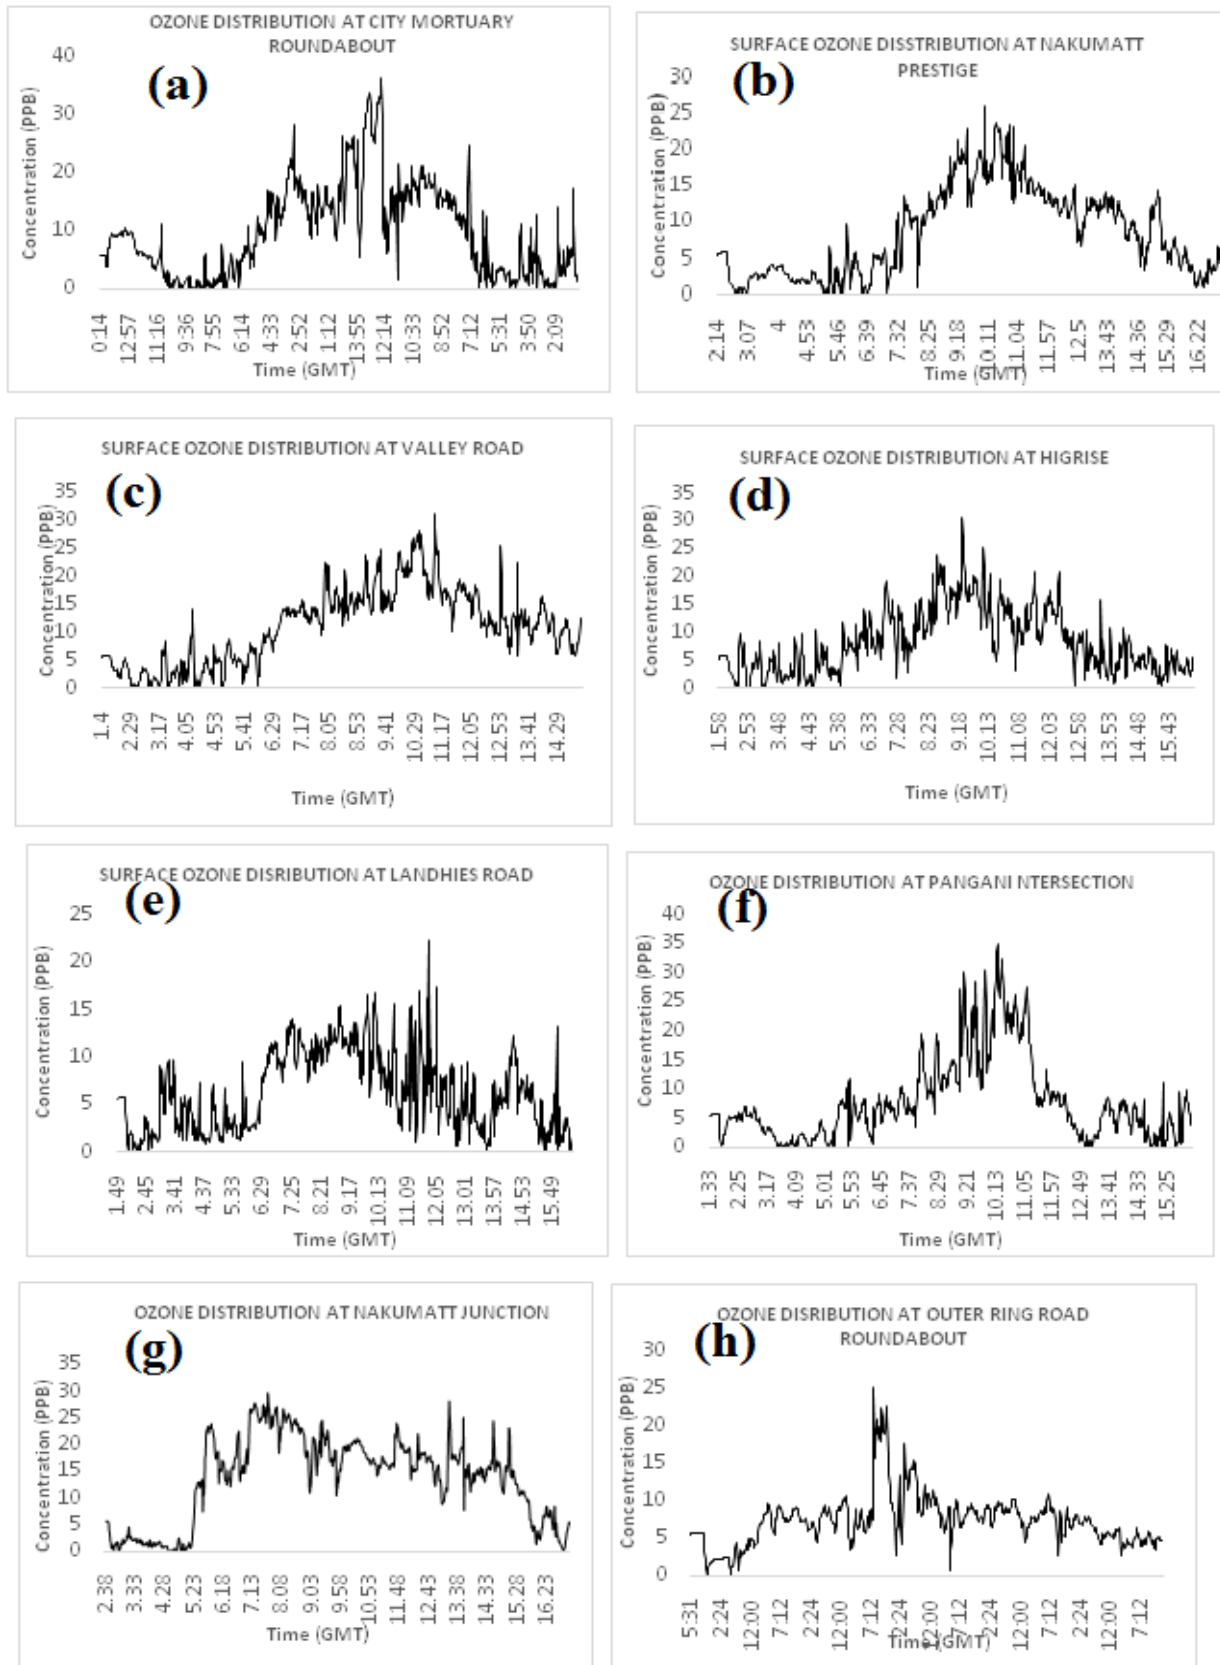 OZONE DISTRIBUTION AT CITY MORTUARY
ROUNDABOUT
(a)
Concentration (PPB)
40
30
20
10
0
0:14 12:57 11:16 9:36 7:55 6:14 4:33 2:52 1:12 13:55 12:14 10:33 8:52 7:12 5:31 3:50 2:09
Time (GMT)
SURFACE OZONE DISSTRIBUTION AT NAKUMATT
PRESTIGE
(b)
Concentration (PPB)
30
25
20
15
10
5
0
2.14 3.07 4 4.53 5.46 6.39 7.32 8.25 9.18 10.11 11.04 11.57 12.5 13.43 14.36 15.29 16.22
Time (GMT)
SURFACE OZONE DISTRIBUTION AT VALLEY ROAD
(c)
Concentration (PPB)
35
30
25
20
15
10
5
0
1.4 2.29 3.17 4.05 4.53 5.41 6.29 7.17 8.05 8.53 9.41 10.29 11.17 12.05 12.53 13.41 14.29
Time (GMT)
SURFACE OZONE DISTRIBUTION AT HIGRISE
(d)
Concentration (PPB)
35
30
25
20
15
10
5
0
1.58 2.53 3.48 4.43 5.38 6.33 7.28 8.23 9.18 10.13 11.08 12.03 12.58 13.53 14.48 15.43
Time (GMT)
SURFACE OZONE DISRIBUTION AT LANDHIES ROAD
(e)
Concentration (PPB)
25
20
15
10
5
0
1.49 2.45 3.41 4.37 5.33 6.29 7.25 8.21 9.17 10.13 11.09 12.05 13.01 13.57 14.53 15.49
Time (GMT)
OZONE DISTRIBUTION AT PANGANI NTERSECTION
(f)
Concentration (PPB)
40
35
30
25
20
15
10
5
0
1.33 2.25 3.17 4.09 5.01 5.53 6.45 7.37 8.29 9.21 10.13 11.05 11.57 12.49 13.41 14.33 15.25
Time (GMT)
OZONE DISTRIBUTION AT NAKUMATT JUNCTION
(g)
Concentration (PPB)
35
30
25
20
15
10
5
0
2.38 3.33 4.28 5.23 6.18 7.13 8.08 9.03 9.58 10.53 11.48 12.43 13.38 14.33 15.28 16.23
Time (GMT)
OZONE DISRIBUTION AT OUTER RING ROAD
ROUNDABOUT
(h)
Concentration (PPB)
30
25
20
15
10
5
0
5:31 2:24 12:00 7:12 2:24 12:00 7:12 2:24 12:00 7:12 2:24 12:00 7:12 2:24 12:00 7:12
Time (GMT)